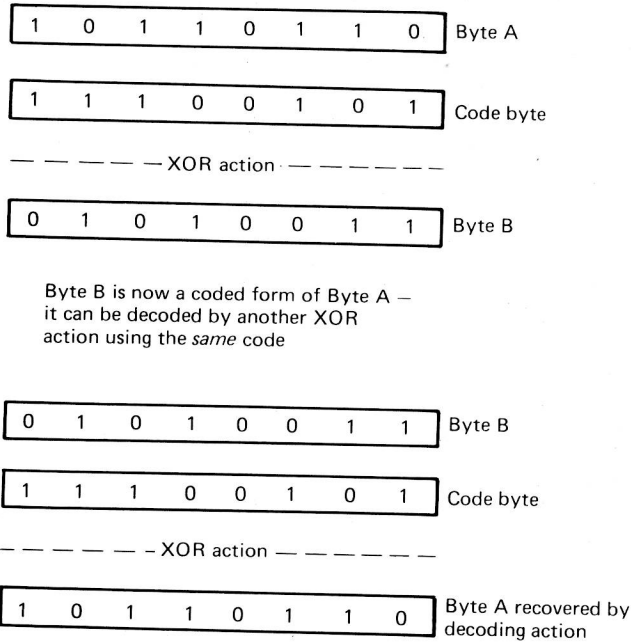 1 0 1 1 0 1 1 0 Byte A
1 1 1 0 0 1 0 1 Code byte
— — — — — — XOR action — — — — — —
0 1 0 1 0 0 1 1 Byte B
Byte B is now a coded form of Byte A —
it can be decoded by another XOR
action using the same code
0 1 0 1 0 0 1 1 Byte B
1 1 1 0 0 1 0 1 Code byte
— — — — — – XOR action — — — — — —
1 0 1 1 0 1 1 0 Byte A recovered by
decoding action